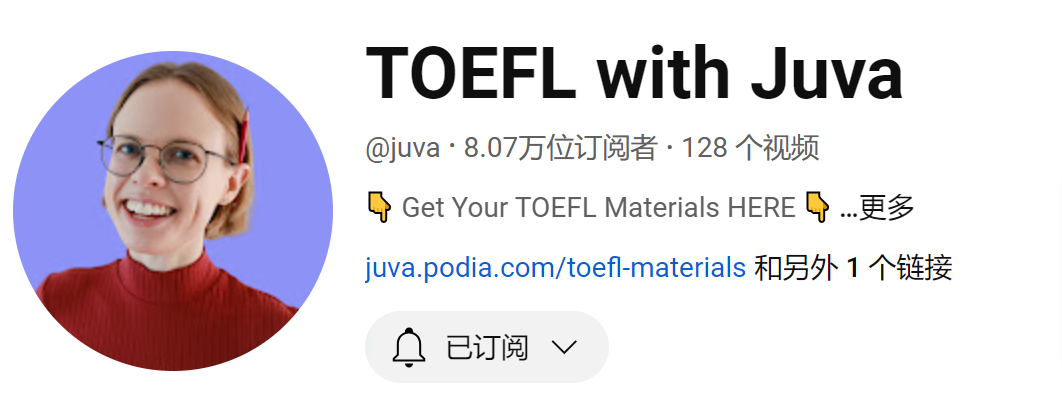 TOEFL with Juva
@juva · 8.07万位订阅者 · 128 个视频
👇 Get Your TOEFL Materials HERE 👇 ...更多
juva.podia.com/toefl-materials 和另外 1 个链接
已订阅